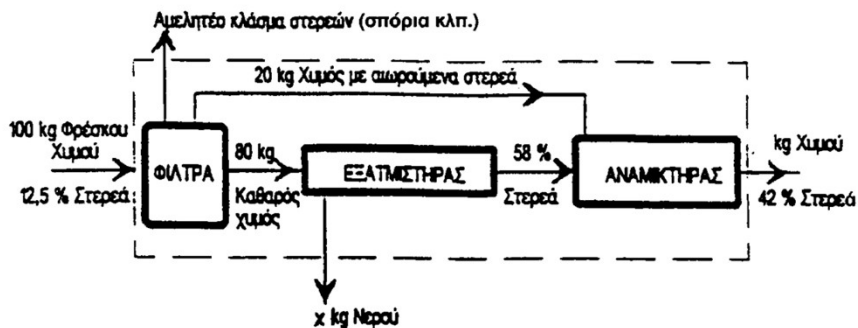 Αμελητέο κλάσμα στερεών (σπόρια κλπ.)
20 kg Χυμός με αιωρούμενα στερεά
100 kg Φρέσκου
Χυμού
12,5 % Στερεά
ΦΙΛΤΡΑ
80 kg
Καθαρός
χυμός
ΕΞΑΤΜΙΣΤΗΡΑΣ
58 %
Στερεά
ΑΝΑΜΙΚΤΗΡΑΣ
kg Χυμού
42 % Στερεά
x kg Νερού